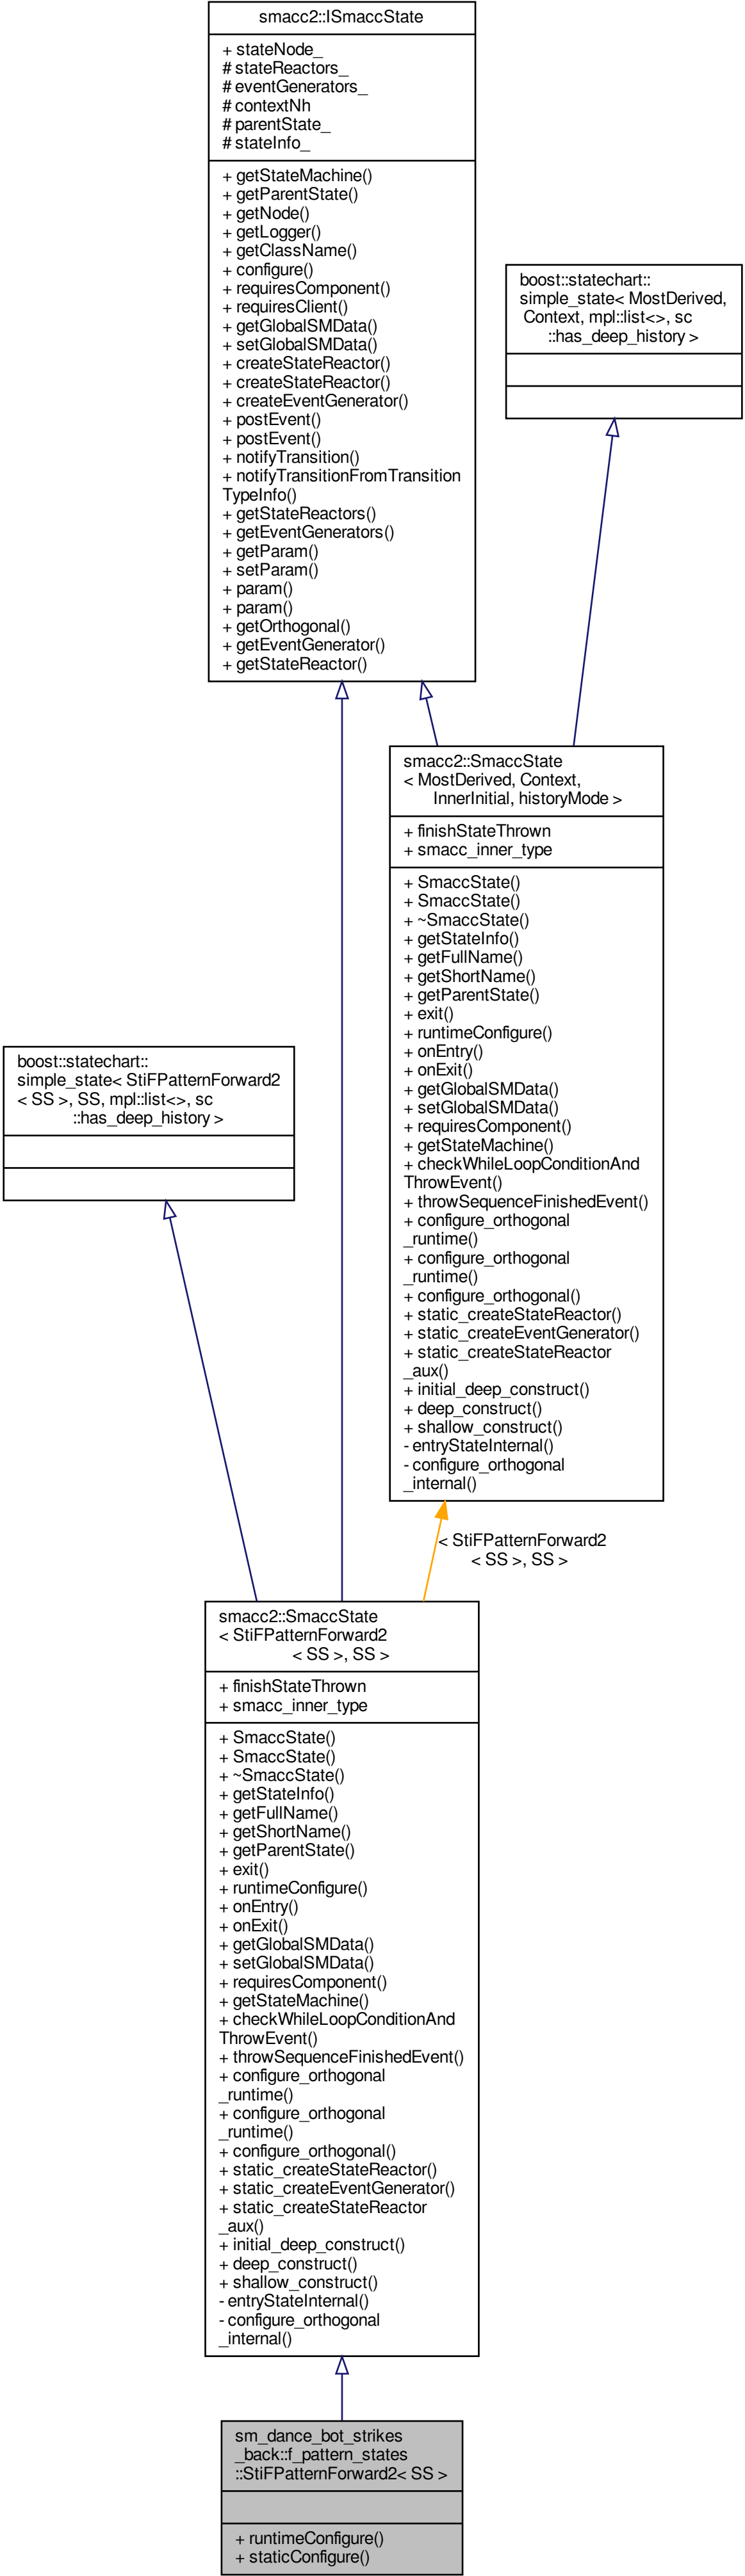 smacc2::ISmaccState
+ stateNode_
# stateReactors_
# eventGenerators_
# contextNh
# parentState_
# stateInfo_
+ getStateMachine()
+ getParentState()
+ getNode()
+ getLogger()
+ getClassName()
+ configure()
+ requiresComponent()
+ requiresClient()
+ getGlobalSMData()
+ setGlobalSMData()
+ createStateReactor()
+ createStateReactor()
+ createEventGenerator()
+ postEvent()
+ postEvent()
+ notifyTransition()
+ notifyTransitionFromTransition
TypeInfo()
+ getStateReactors()
+ getEventGenerators()
+ getParam()
+ setParam()
+ param()
+ param()
+ getOrthogonal()
+ getEventGenerator()
+ getStateReactor()
boost::statechart::
simple_state< MostDerived,
Context, mpl::list<>, sc
::has_deep_history >
smacc2::SmaccState
< MostDerived, Context,
InnerInitial, historyMode >
+ finishStateThrown
+ smacc_inner_type
+ SmaccState()
+ SmaccState()
+ ~SmaccState()
+ getStateInfo()
+ getFullName()
+ getShortName()
+ getParentState()
+ exit()
+ runtimeConfigure()
+ onEntry()
+ onExit()
+ getGlobalSMData()
+ setGlobalSMData()
+ requiresComponent()
+ getStateMachine()
+ checkWhileLoopConditionAnd
ThrowEvent()
+ throwSequenceFinishedEvent()
+ configure_orthogonal
_runtime()
+ configure_orthogonal
_runtime()
+ configure_orthogonal()
+ static_createStateReactor()
+ static_createEventGenerator()
+ static_createStateReactor
_aux()
+ initial_deep_construct()
+ deep_construct()
+ shallow_construct()
- entryStateInternal()
- configure_orthogonal
_internal()
boost::statechart::
simple_state< StiFPatternForward2
< SS >, SS, mpl::list<>, sc
::has_deep_history >
< StiFPatternForward2
< SS >, SS >
smacc2::SmaccState
< StiFPatternForward2
< SS >, SS >
+ finishStateThrown
+ smacc_inner_type
+ SmaccState()
+ SmaccState()
+ ~SmaccState()
+ getStateInfo()
+ getFullName()
+ getShortName()
+ getParentState()
+ exit()
+ runtimeConfigure()
+ onEntry()
+ onExit()
+ getGlobalSMData()
+ setGlobalSMData()
+ requiresComponent()
+ getStateMachine()
+ checkWhileLoopConditionAnd
ThrowEvent()
+ throwSequenceFinishedEvent()
+ configure_orthogonal
_runtime()
+ configure_orthogonal
_runtime()
+ configure_orthogonal()
+ static_createStateReactor()
+ static_createEventGenerator()
+ static_createStateReactor
_aux()
+ initial_deep_construct()
+ deep_construct()
+ shallow_construct()
- entryStateInternal()
- configure_orthogonal
_internal()
sm_dance_bot_strikes
_back::f_pattern_states
::StiFPatternForward2< SS >
+ runtimeConfigure()
+ staticConfigure()